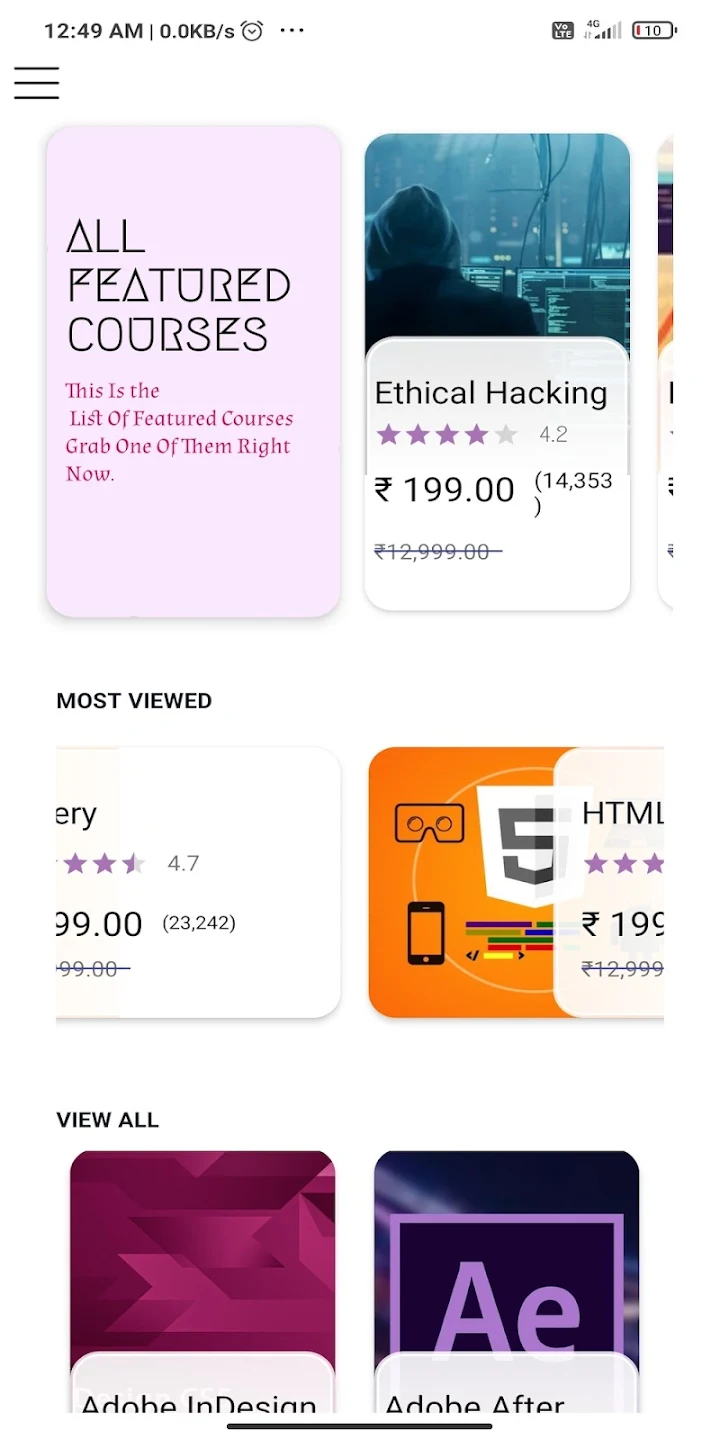 12:49 AM | 0.0KB/s ...
Vo LTE 4G 10
ALL
FEATURED
COURSES
This Is the
List Of Featured Courses
Grab One Of Them Right
Now.
Ethical Hacking
4.2
₹ 199.00 (14,353
)
₹12,999.00
MOST VIEWED
ery
4.7
99.00 (23,242)
99.00
5
</>
HTML
₹ 199
₹12,999
VIEW ALL
Adobe InDesign
Ae
Adobe After